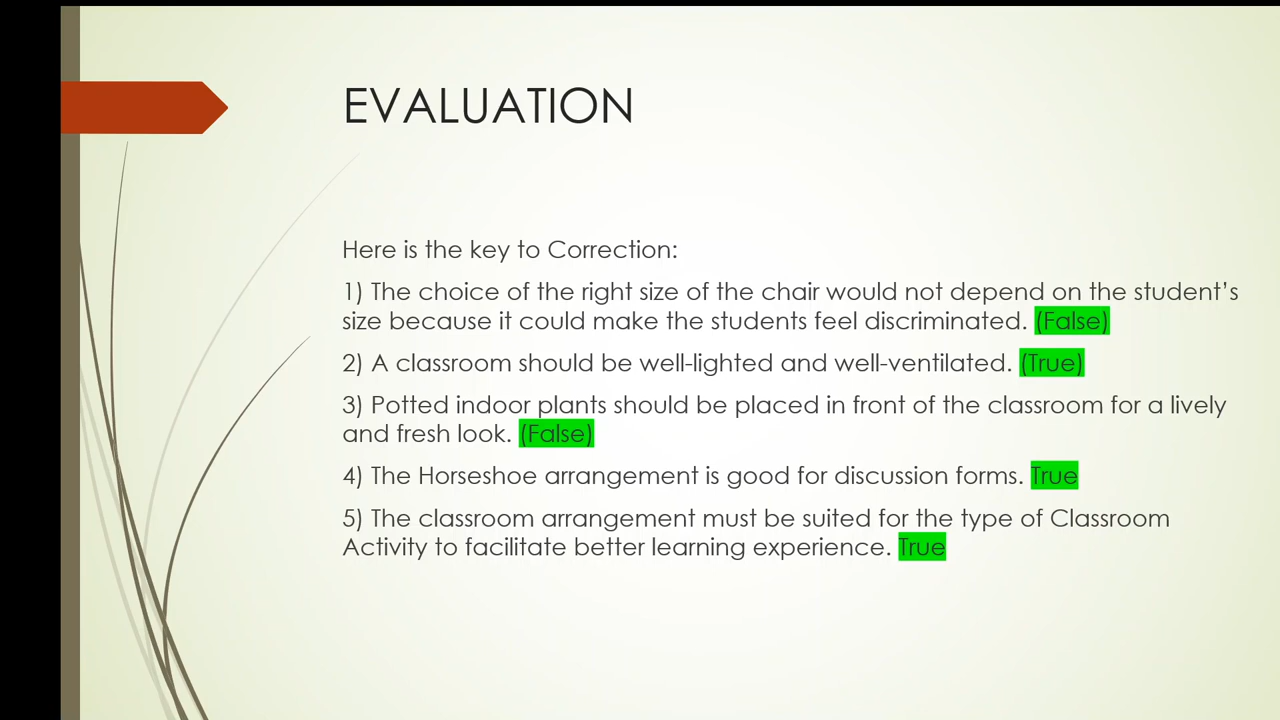 EVALUATION
Here is the key to Correction:
1) The choice of the right size of the chair would not depend on the student’s
size because it could make the students feel discriminated. (False)
2) A classroom should be well-lighted and well-ventilated. (True)
3) Potted indoor plants should be placed in front of the classroom for a lively
and fresh look. (False)
4) The Horseshoe arrangement is good for discussion forms. True
5) The classroom arrangement must be suited for the type of Classroom
Activity to facilitate better learning experience. True